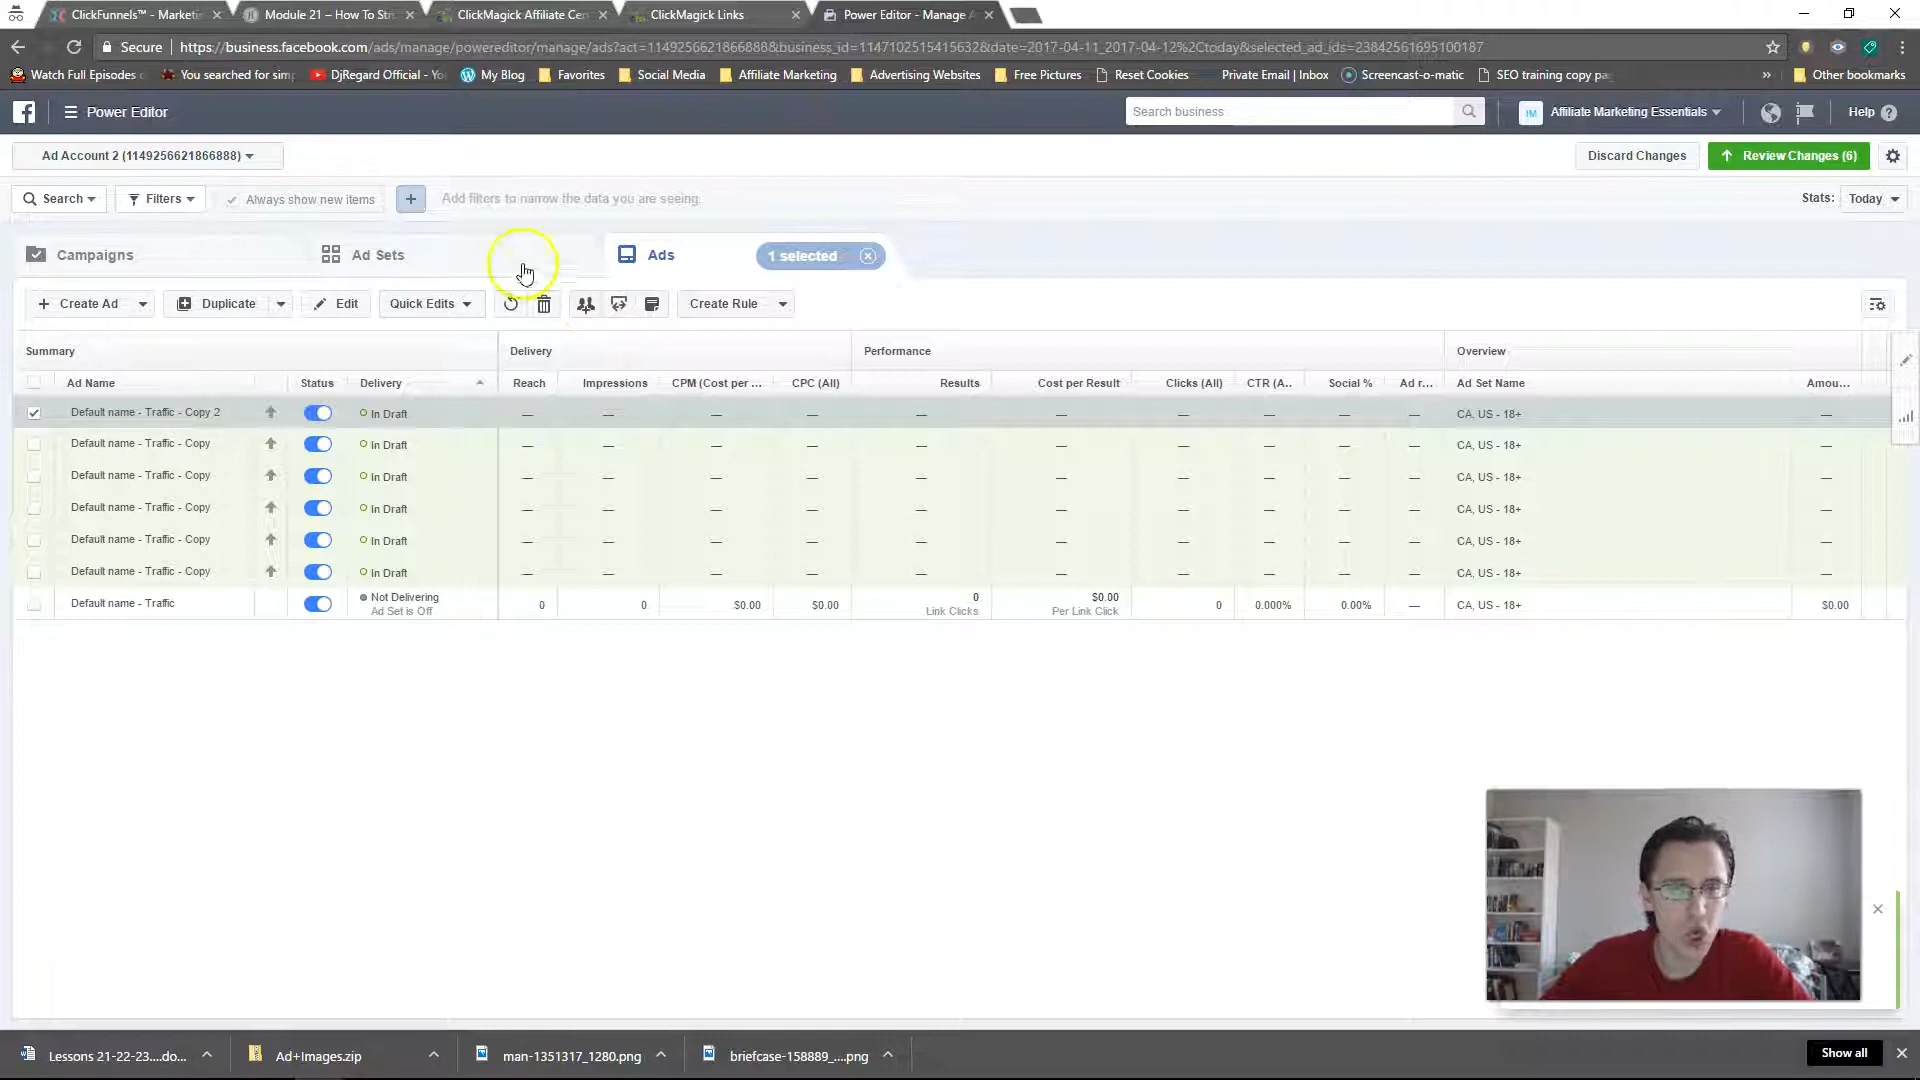 ClickFunnels™ - Marketi
Module 21 – How To Str
ClickMagick Affiliate Cen
ClickMagick Links
Power Editor - Manage A
Secure
https://business.facebook.com/ads/manage/powereditor/manage/ads?act=1149256621866888&business_id=1147102515415632&date=2017-04-11_2017-04-12%2Ctoday&selected_ad_ids=23842561695100187
Watch Full Episodes
You searched for sim
DjRegard Official - Yo
My Blog
Favorites
Social Media
Affiliate Marketing
Advertising Websites
Free Pictures
Reset Cookies
Private Email | Inbox
Screencast-o-matic
SEO training copy pa
»
Other bookmarks
Power Editor
Search business
IM
Affiliate Marketing Essentials
Help
Ad Account 2 (1149256621866888)
Discard Changes
Review Changes (6)
Search
Filters
Always show new items
+
Add filters to narrow the data you are seeing.
Stats:
Today
Campaigns
Ad Sets
Ads
1 selected
+ Create Ad
Duplicate
Edit
Quick Edits
Create Rule
Summary
Delivery
Performance
Overview
Ad Name
Status
Delivery
Reach
Impressions
CPM (Cost per ...
CPC (All)
Results
Cost per Result
Clicks (All)
CTR (A..
Social %
Ad r...
Ad Set Name
Amou...
Default name - Traffic - Copy 2 In Draft — — — — — — — — — — CA, US - 18+ —
Default name - Traffic - Copy In Draft — — — — — — — — — — CA, US - 18+ —
Default name - Traffic - Copy In Draft — — — — — — — — — — CA, US - 18+ —
Default name - Traffic - Copy In Draft — — — — — — — — — — CA, US - 18+ —
Default name - Traffic - Copy In Draft — — — — — — — — — — CA, US - 18+ —
Default name - Traffic - Copy In Draft — — — — — — — — — — CA, US - 18+ —
Default name - Traffic Not Delivering 0 0 $0.00 $0.00 0 $0.00 0 0.000% 0.00% — CA, US - 18+ $0.00
Ad Set is Off Link Clicks Per Link Click
Lessons 21-22-23....do...
Ad+Images.zip
man-1351317_1280.png
briefcase-158889_....png
Show all